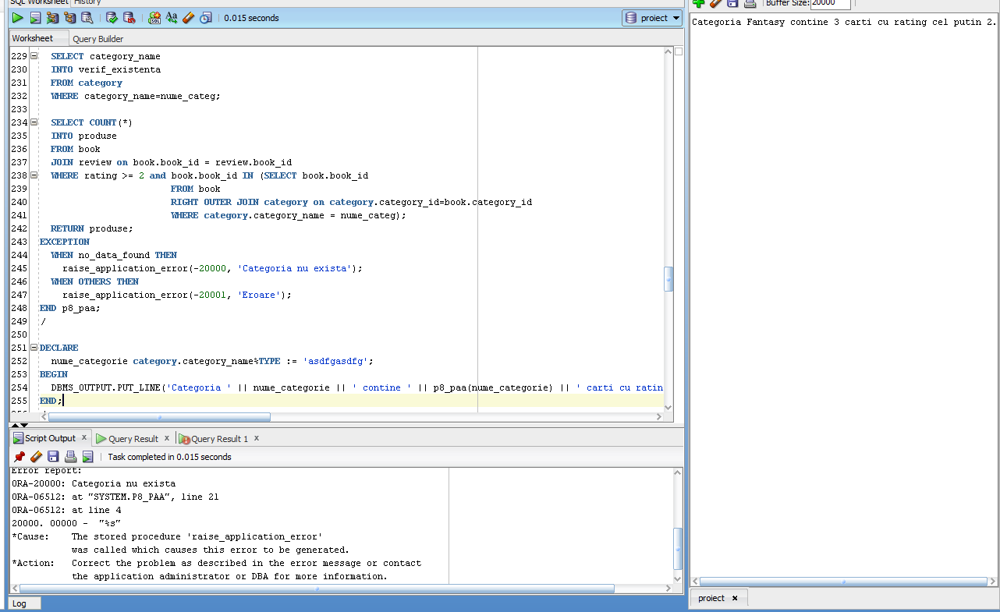 SQL Worksheet History
0.015 seconds
proiect
Worksheet Query Builder
229 SELECT category_name
230 INTO verif_existenta
231 FROM category
232 WHERE category_name=nume_categ;
233
234 SELECT COUNT(*)
235 INTO produse
236 FROM book
237 JOIN review on book.book_id = review.book_id
238 WHERE rating >= 2 and book.book_id IN (SELECT book.book_id
239 FROM book
240 RIGHT OUTER JOIN category on category.category_id=book.category_id
241 WHERE category.category_name = nume_categ);
242 RETURN produse;
243 EXCEPTION
244 WHEN no_data_found THEN
245 raise_application_error(-20000, 'Categoria nu exista');
246 WHEN OTHERS THEN
247 raise_application_error(-20001, 'Eroare');
248 END p8_paa;
249 /
250
251 DECLARE
252 nume_categorie category.category_name%TYPE := 'asdfgasdfg';
253 BEGIN
254 DBMS_OUTPUT.PUT_LINE('Categoria ' || nume_categorie || ' contine ' || p8_paa(nume_categorie) || ' carti cu ratin
255 END;
Script Output x Query Result x Query Result 1 x
Task completed in 0.015 seconds
Error report:
ORA-20000: Categoria nu exista
ORA-06512: at "SYSTEM.P8_PAA", line 21
ORA-06512: at line 4
20000. 00000 - "%s"
*Cause: The stored procedure 'raise_application_error'
was called which causes this error to be generated.
*Action: Correct the problem as described in the error message or contact
the application administrator or DBA for more information.
Log
Buffer Size: 20000
Categoria Fantasy contine 3 carti cu rating cel putin 2.
proiect x